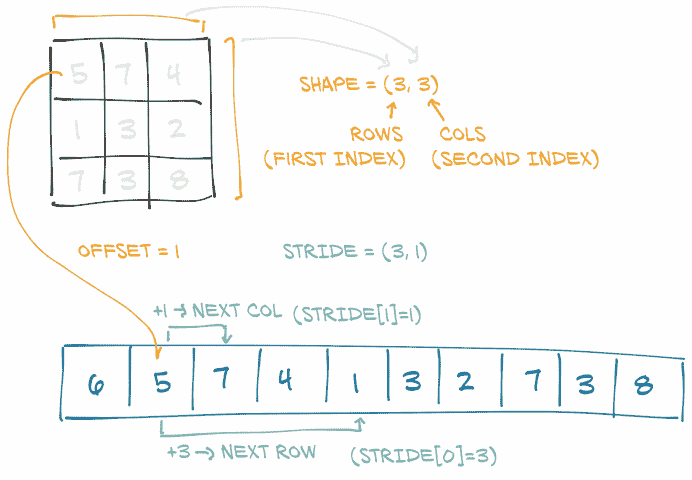 5 7 4
SHAPE = (3, 3)
1 3 2
ROWS COLS
(FIRST INDEX) (SECOND INDEX)
7 3 8
OFFSET = 1 STRIDE = (3, 1)
+1 → NEXT COL (STRIDE[1]=1)
6 5 7 4 1 3 2 7 3 8
+3 → NEXT ROW (STRIDE[0]=3)